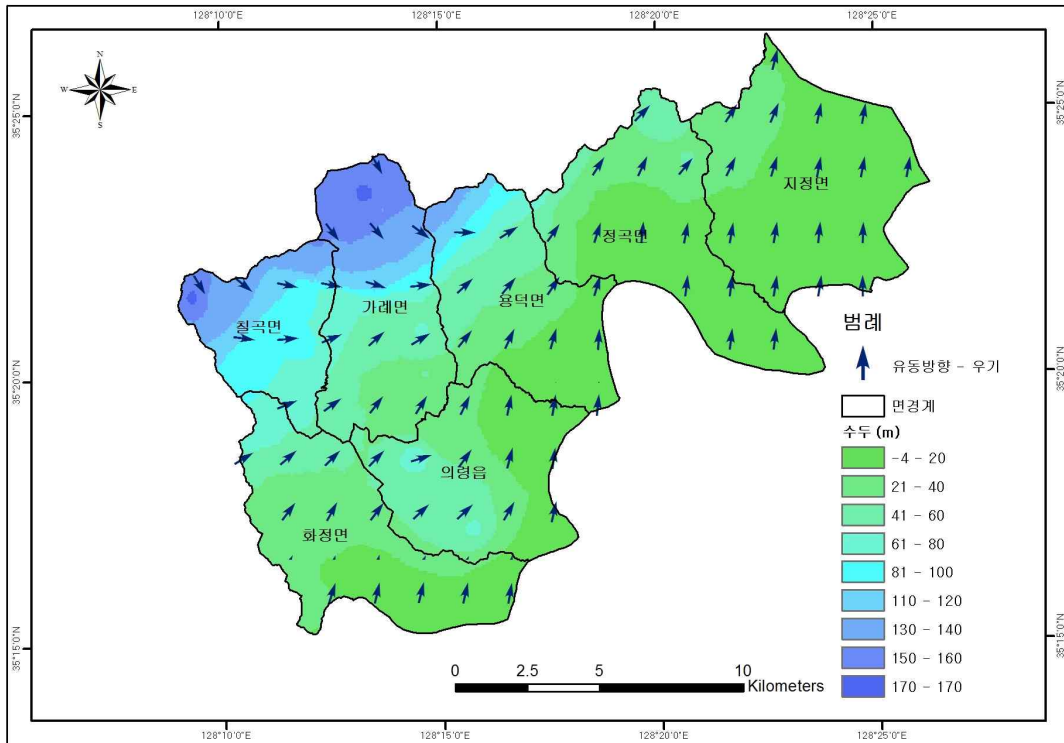 128°10'0"E 128°15'0"E 128°20'0"E 128°25'0"E
N
W E
S
35°25'0"N 35°25'0"N
지정면
정곡면
용덕면
가례면
칠곡면
범례
유동방향 - 우기
35°20'0"N 35°20'0"N
면경계
수두 (m)
-4 - 20
의령읍
21 - 40
41 - 60
화정면
61 - 80
81 - 100
110 - 120
130 - 140
35°15'0"N 35°15'0"N
150 - 160
0 2.5 5 10
Kilometers
170 - 170
128°10'0"E 128°15'0"E 128°20'0"E 128°25'0"E